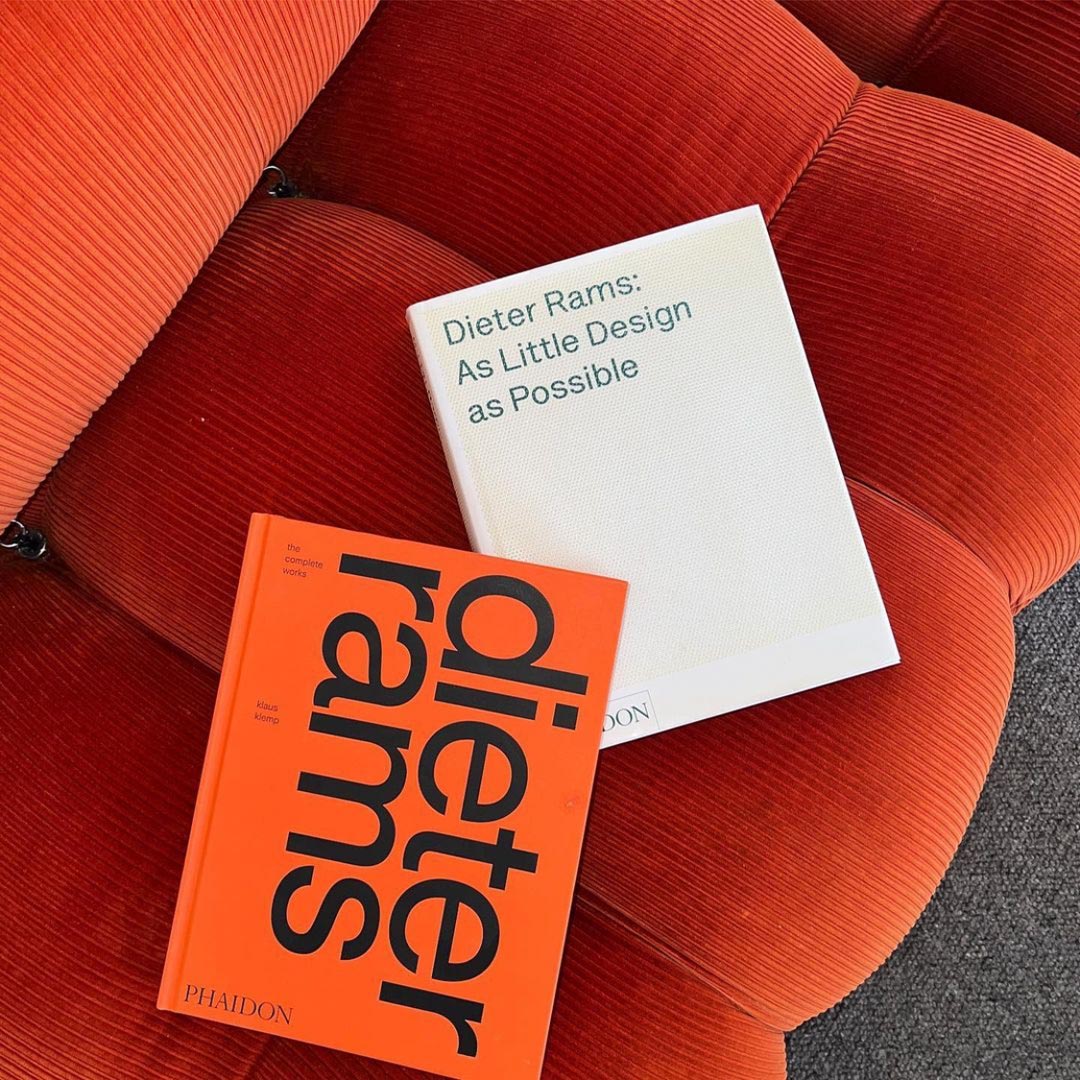 Dieter Rams:
As Little Design
as Possible
DON
the
complete
works
dieter
rams
klaus
klemp
PHAIDON